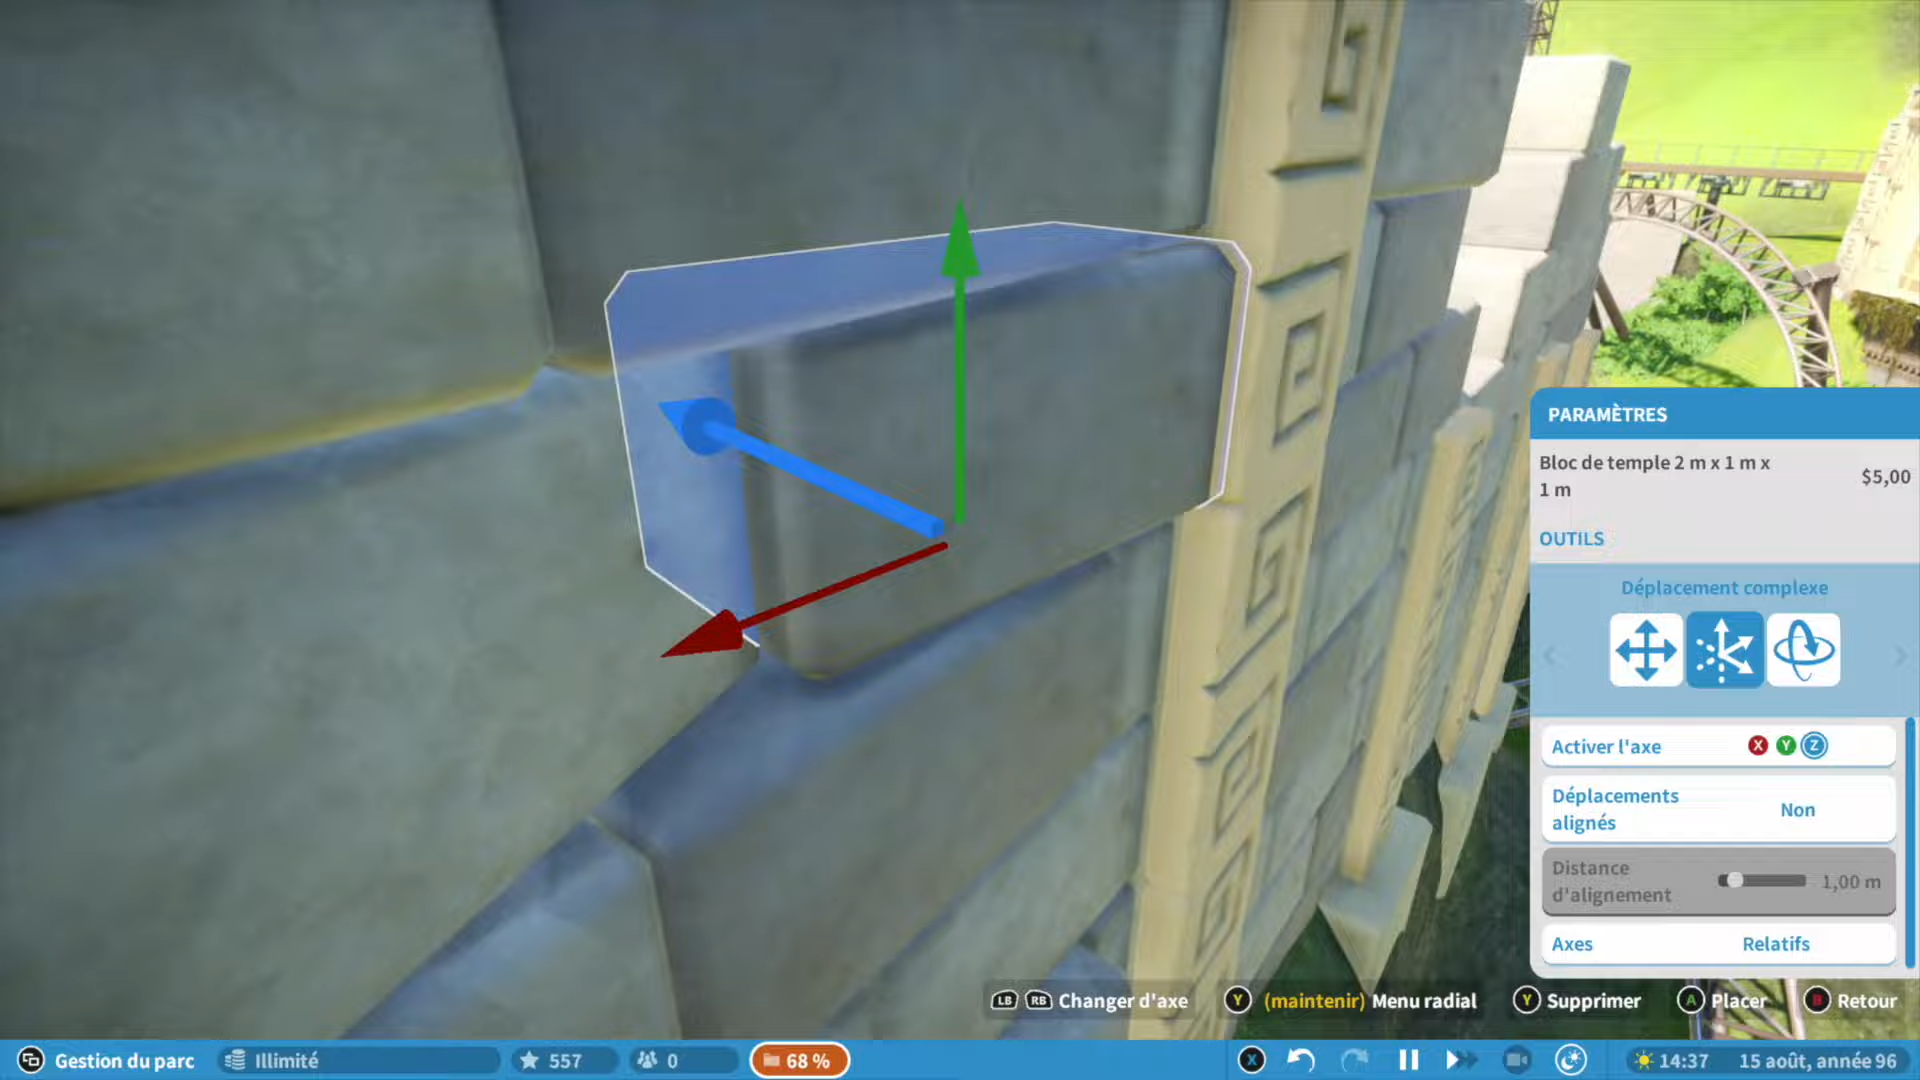 PARAMÈTRES
Bloc de temple 2 m x 1 m x
1 m
$5,00
OUTILS
Déplacement complexe
Activer l'axe X Y Z
Déplacements
alignés
Non
Distance
d'alignement
1,00 m
Axes Relatifs
LB RB Changer d'axe Y (maintenir) Menu radial Y Supprimer A Placer B Retour
Gestion du parc Illimité 557 0 68 % X 14:37 15 août, année 96